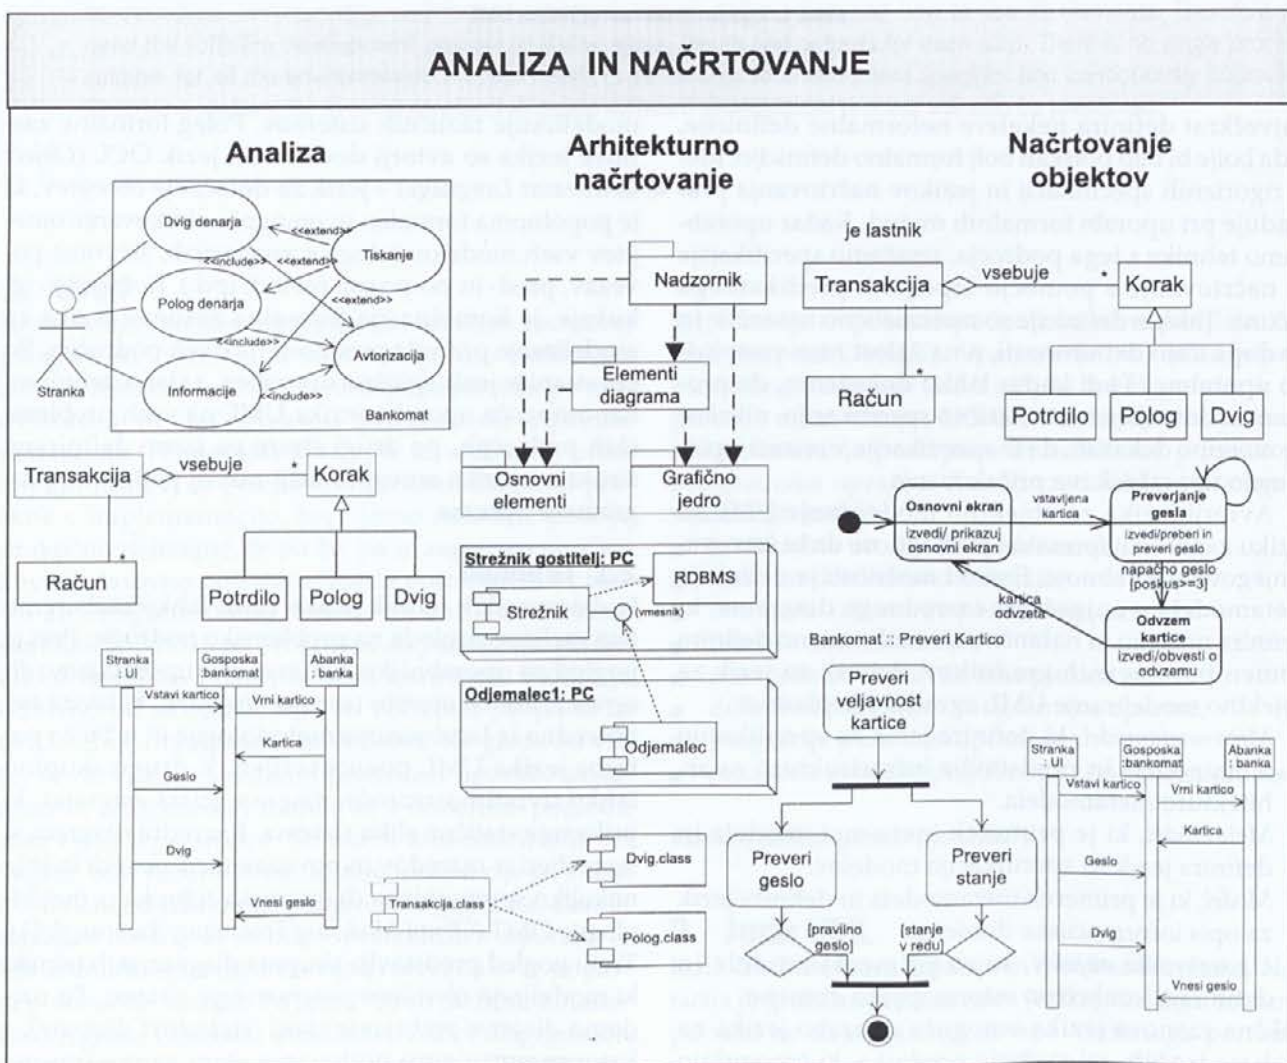 ANALIZA IN NAČRTOVANJE
Analiza
Dvig denarja
<<extend>>
Tiskanje
<<include>>
<<extend>>
Polog denarja
<<extend>>
<<include>>
Avtorizacija
Stranka
Informacije
<<include>>
Bankomat
Transakcija
vsebuje
*
Korak
Račun
*
Potrdilo
Polog
Dvig
Stranka
: UI
Gosposka
:bankomat
Abanka
: banka
Vstavi kartico
Vrni kartico
Kartica
Geslo
Dvig
Vnesi geslo
Arhitekturno
načrtovanje
Nadzornik
Elementi
diagrama
Osnovni
elementi
Grafično
jedro
Strežnik gostitelj: PC
RDBMS
Strežnik
(vmesnik)
Odjemalec1: PC
Odjemalec
Dvig.class
Transakcija.class
Polog.class
Načrtovanje
objektov
je lastnik
Transakcija
vsebuje
*
Korak
*
Račun
Potrdilo
Polog
Dvig
Osnovni ekran
izvedi/ prikazuj
osnovni ekran
vstavljena
kartica
Preverjanje
gesla
izvedi/preberi in
preveri geslo
napačno geslo
[poskus>=3]
kartica
odvzeta
Odvzem
kartice
izvedi/obvesti o
odvzemu
Bankomat : Preveri Kartico
Preveri
veljavnost
kartice
Preveri
geslo
Preveri
stanje
[pravilno
geslo]
[stanje
v redu]
Stranka
: UI
Gosposka
:bankomat
Abanka
: banka
Vstavi kartico
Vrni kartico
Kartica
Geslo
Dvig
Vnesi geslo